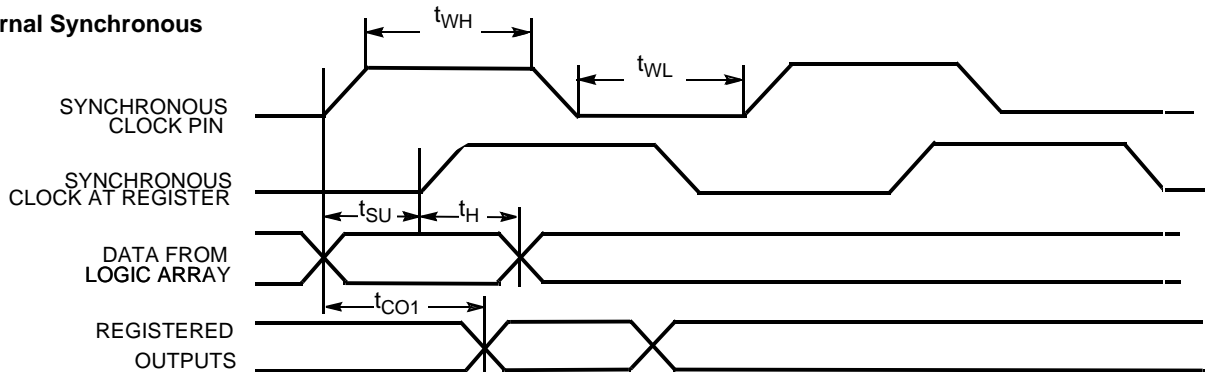 rnal Synchronous
tWH
tWL
SYNCHRONOUS
CLOCK PIN
SYNCHRONOUS
CLOCK AT REGISTER
tSU
tH
DATA FROM
LOGIC ARRAY
tCO1
REGISTERED
OUTPUTS